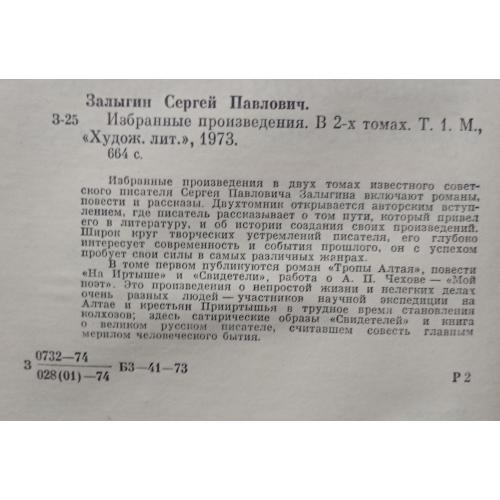 Залыгин Сергей Павлович.
З-25 Избранные произведения. В 2-х томах. Т. 1. М.,
«Худож. лит.», 1973.
664 с.
Избранные произведения в двух томах известного совет-
ского писателя Сергея Павловича Залыгина включают романы,
повести и рассказы. Двухтомник открывается авторским всту-
плением, где писатель рассказывает о том пути, который привел
его в литературу, и об истории создания своих произведений.
Широк круг творческих устремлений писателя, его глубоко
интересует современность и события прошлого, он с успехом
пробует свои силы в самых различных жанрах.
В томе первом публикуются роман «Тропы Алтая», повести
«На Иртыше» и «Свидетели», работа о А. П. Чехове — «Мой
поэт». Это произведения о непростой жизни и нелегких делах
очень разных людей — участников научной экспедиции на
Алтае и крестьян Прииртышья в трудное время становления
колхозов; здесь сатирические образы «Свидетелей» и книга
о великом русском писателе, считавшем совесть главным
мерилом человеческого бытия.
З 0732—74
028(01)—74 БЗ—41—73 Р 2